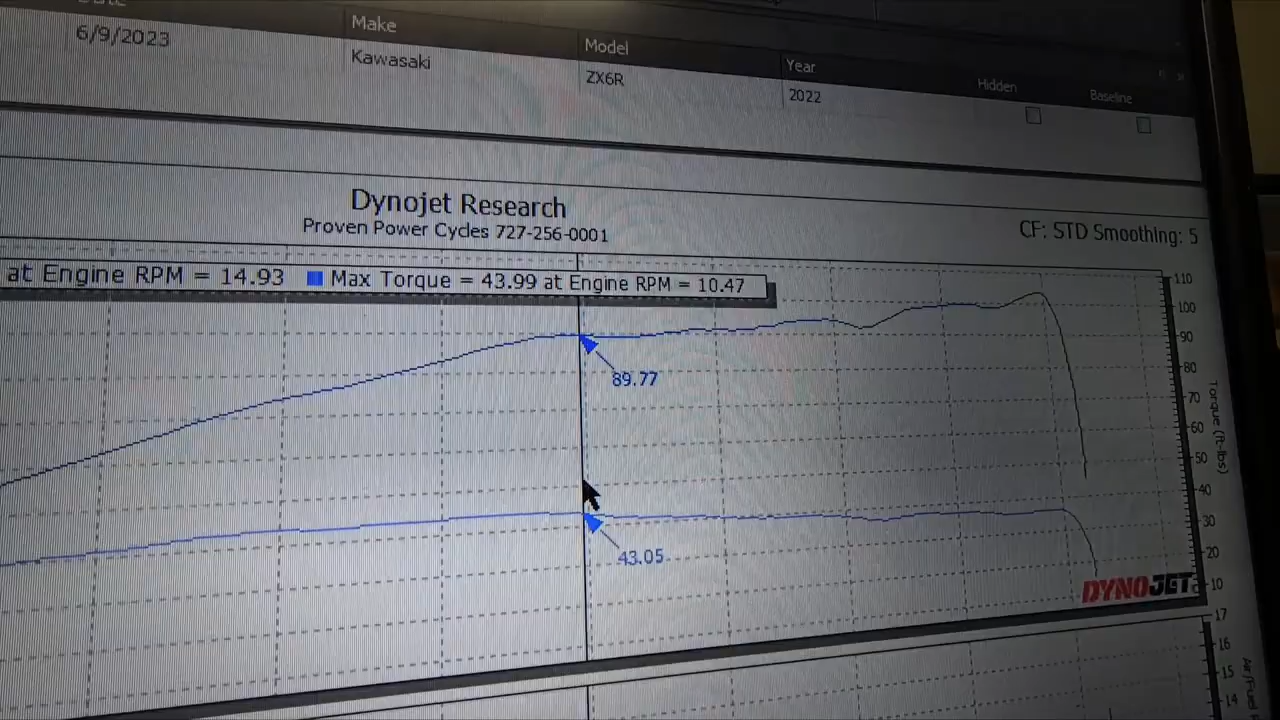 Date
Make
Model
Year
Hidden
Baseline
6/9/2023
Kawasaki
ZX6R
2022
Dynojet Research
Proven Power Cycles 727-256-0001
CF: STD Smoothing: 5
at Engine RPM = 14.93 Max Torque = 43.99 at Engine RPM = 10.47
110
100
90
80
70
60
50
40
30
20
10
Torque (ft-lbs)
89.77
43.05
DYNOJET
17
16
15
14
Air/Fuel